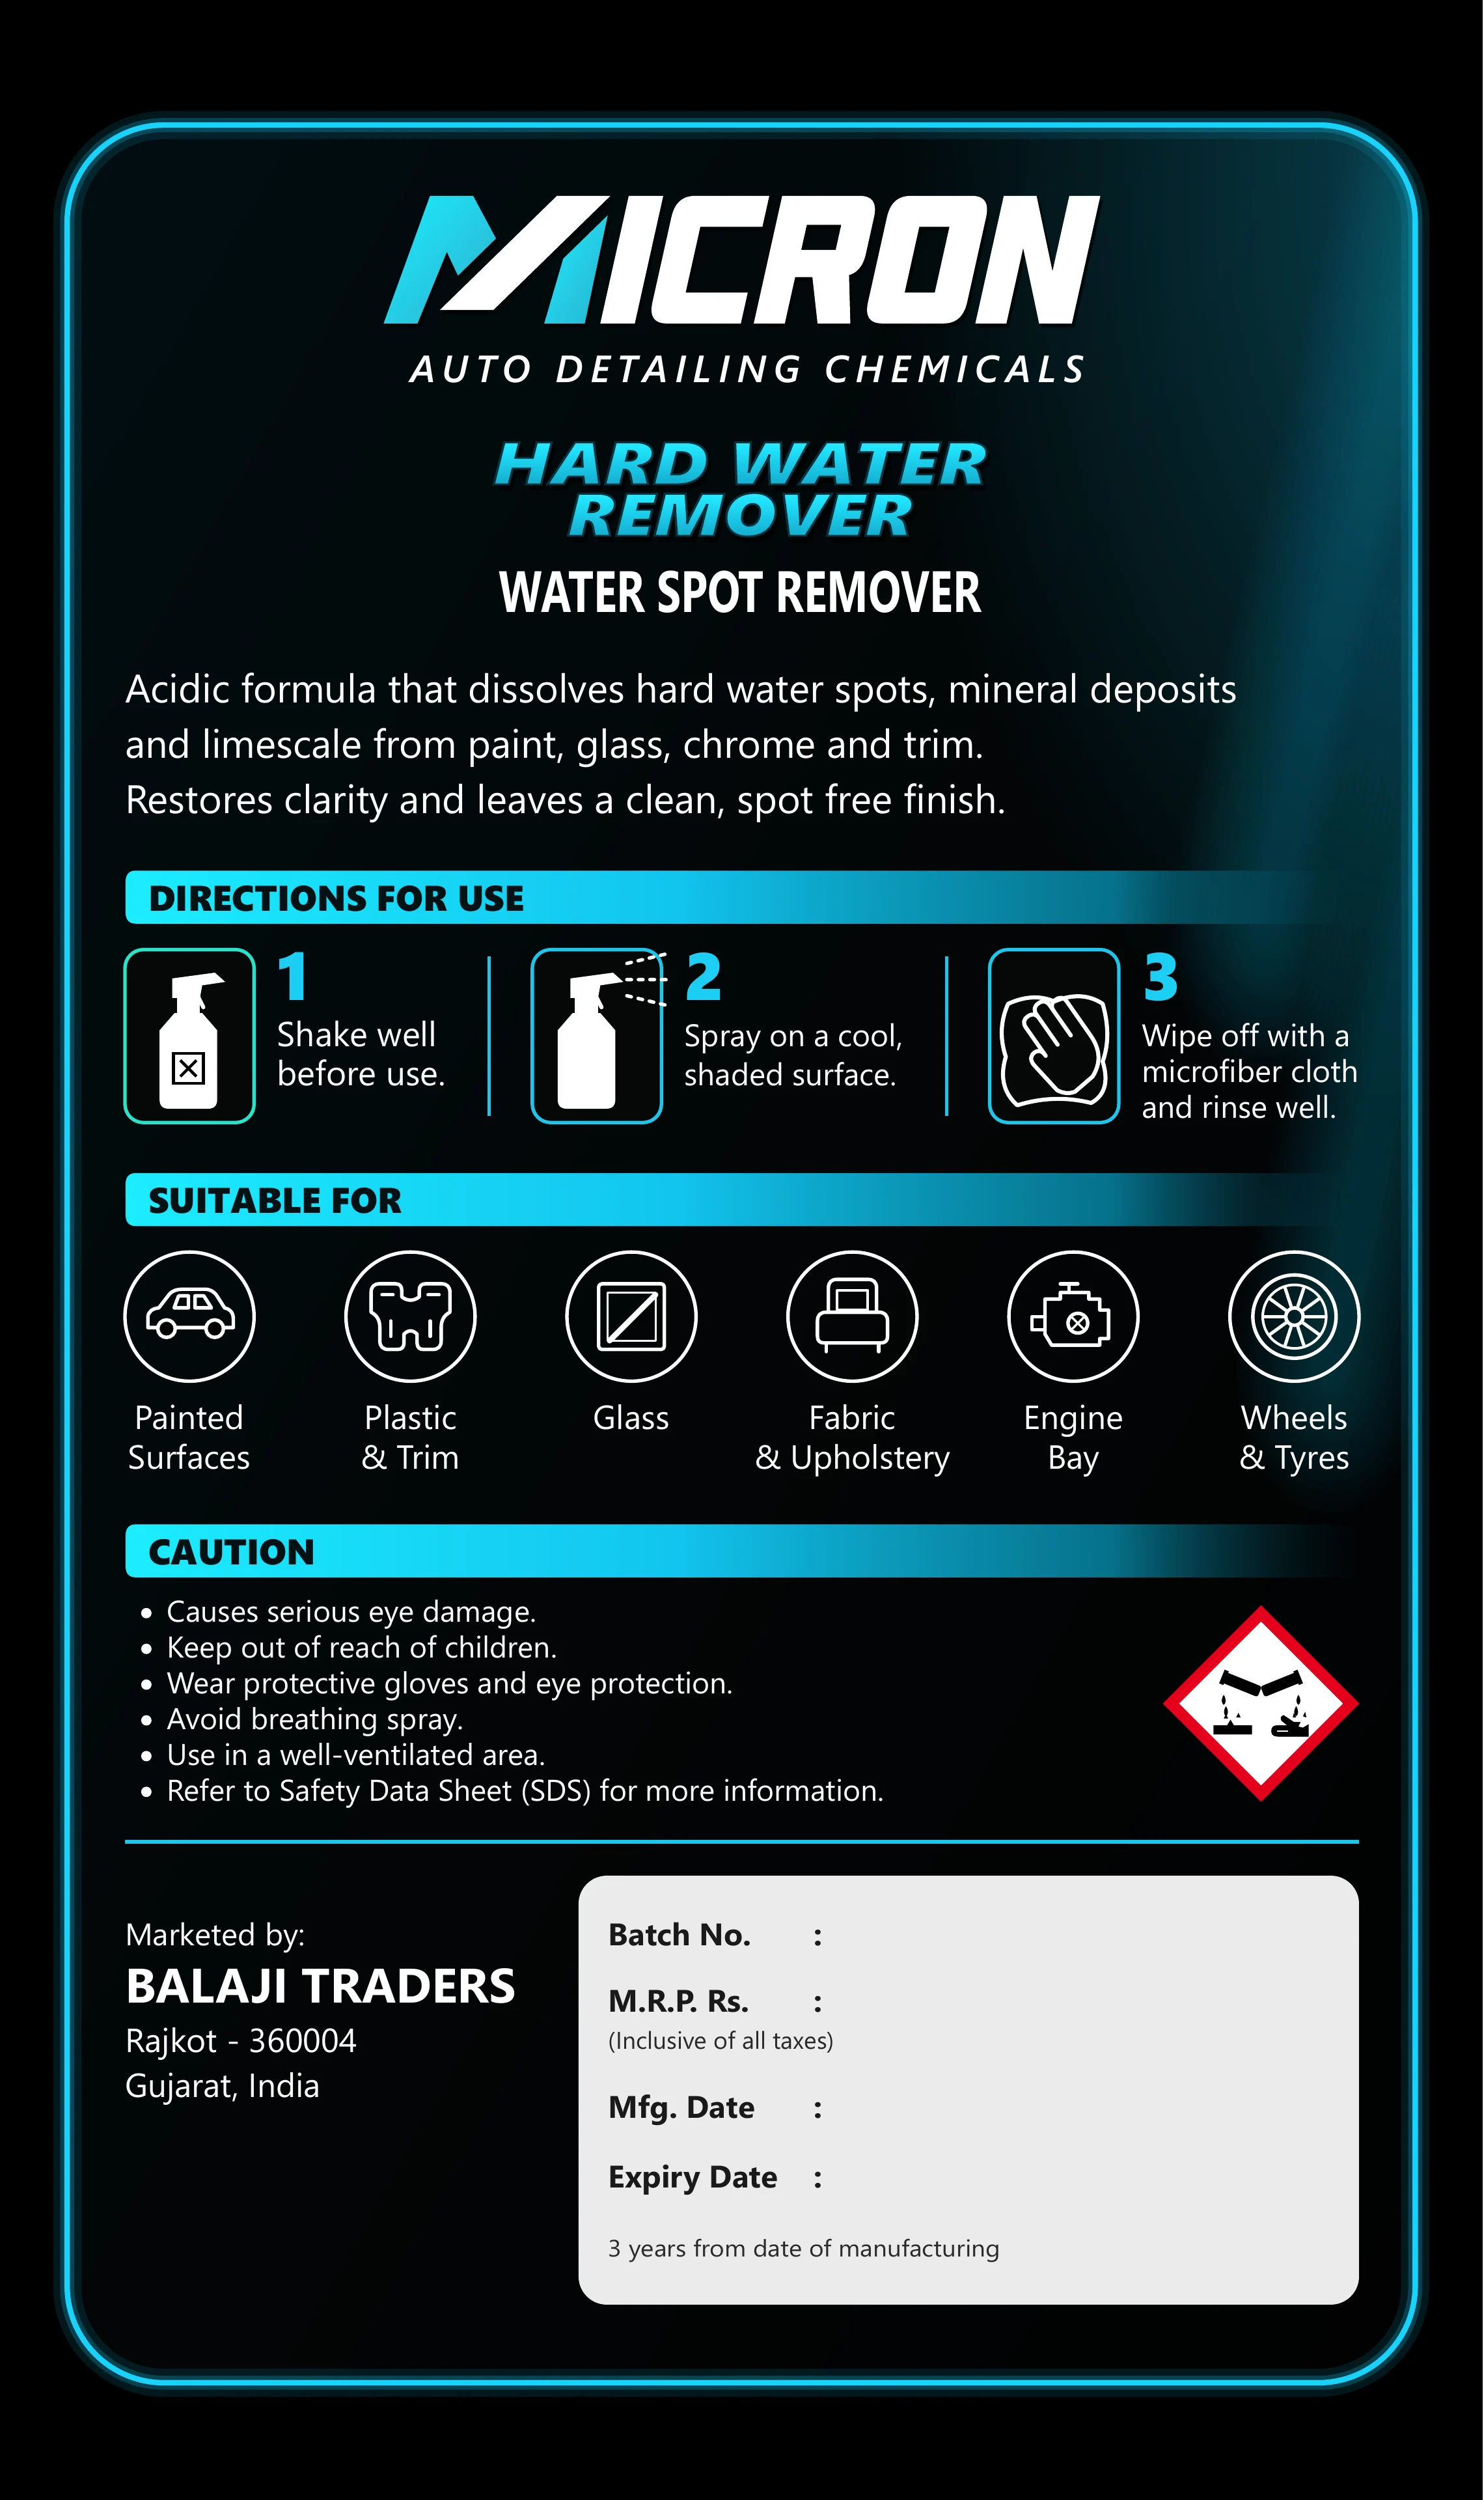 MICRON
AUTO DETAILING CHEMICALS
HARD WATER
REMOVER
WATER SPOT REMOVER
Acidic formula that dissolves hard water spots, mineral deposits
and limescale from paint, glass, chrome and trim.
Restores clarity and leaves a clean, spot free finish.
DIRECTIONS FOR USE
1
Shake well
before use.
2
Spray on a cool,
shaded surface.
3
Wipe off with a
microfiber cloth
and rinse well.
SUITABLE FOR
Painted
Surfaces
Plastic
& Trim
Glass
Fabric
& Upholstery
Engine
Bay
Wheels
& Tyres
CAUTION
• Causes serious eye damage.
• Keep out of reach of children.
• Wear protective gloves and eye protection.
• Avoid breathing spray.
• Use in a well-ventilated area.
• Refer to Safety Data Sheet (SDS) for more information.
Marketed by:
BALAJI TRADERS
Rajkot - 360004
Gujarat, India
Batch No. :
M.R.P. Rs. :
(Inclusive of all taxes)
Mfg. Date :
Expiry Date :
3 years from date of manufacturing